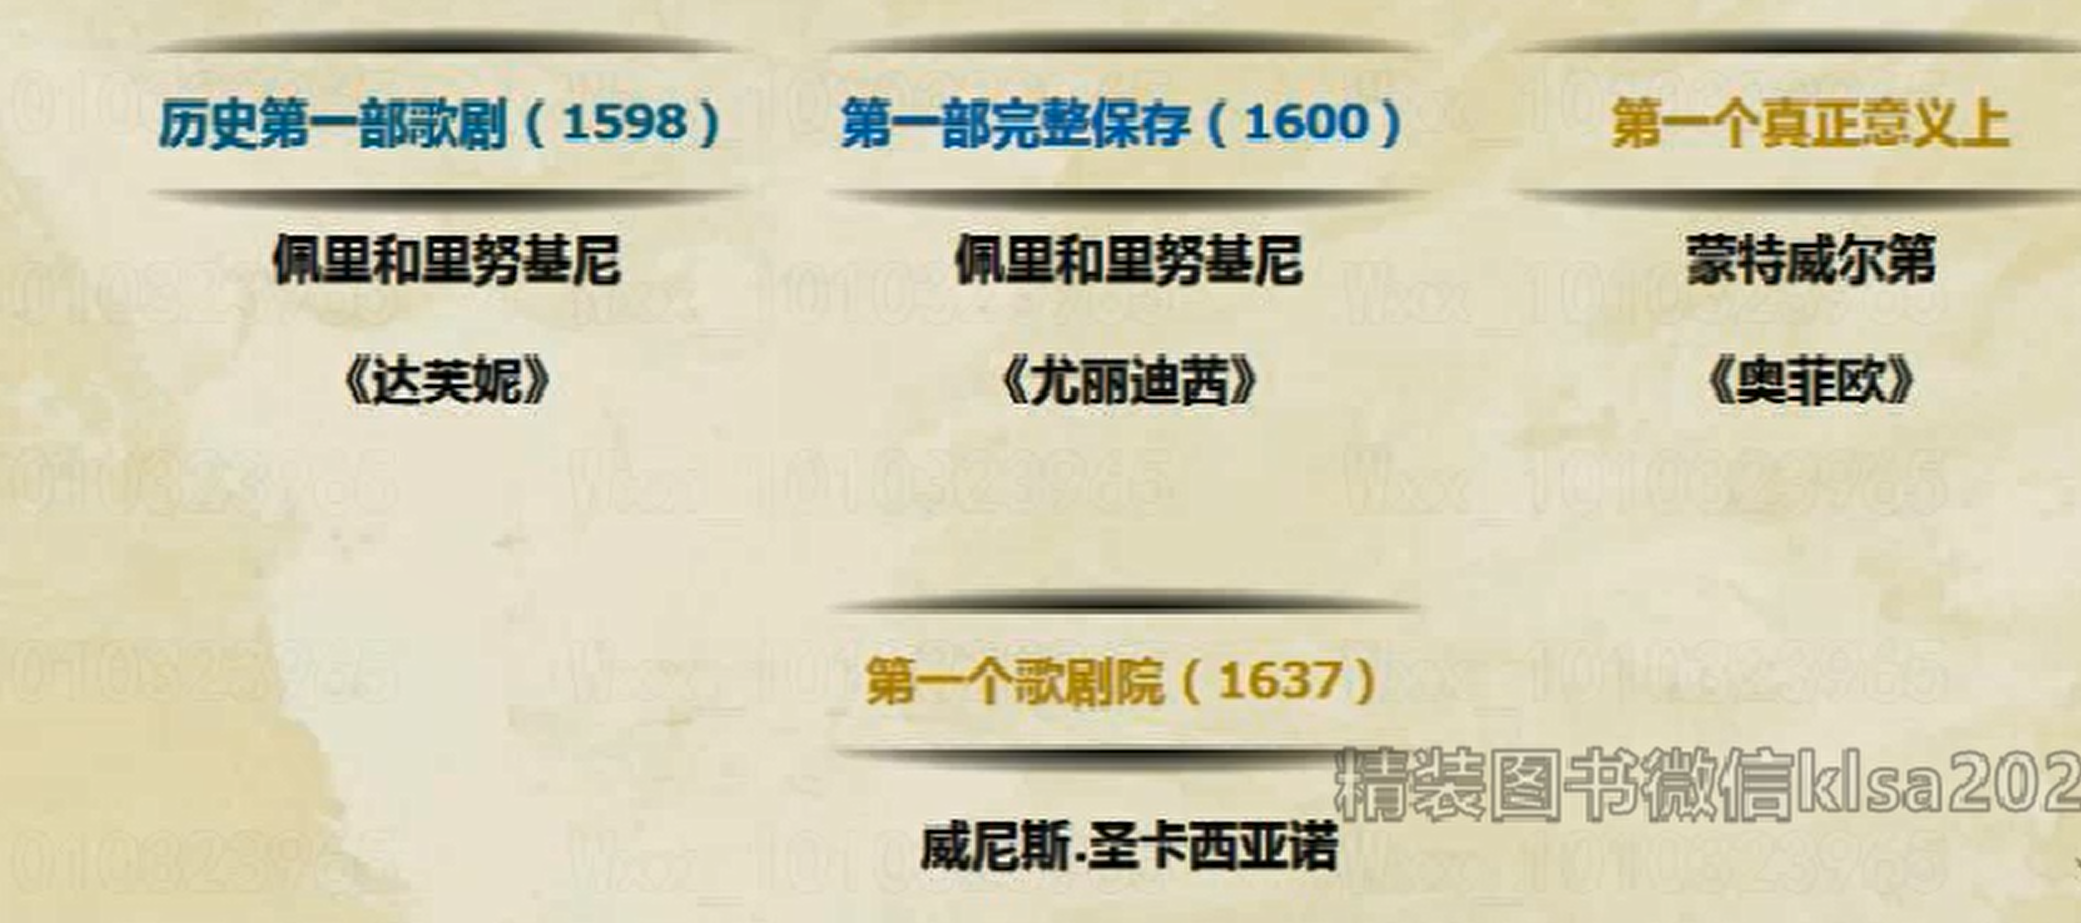 历史第一部歌剧（1598）
佩里和里努基尼
《达芙妮》
第一部完整保存（1600）
佩里和里努基尼
《尤丽迪茜》
第一个真正意义上
蒙特威尔第
《奥菲欧》
第一个歌剧院（1637）
威尼斯.圣卡西亚诺
精装图书微信klsa202